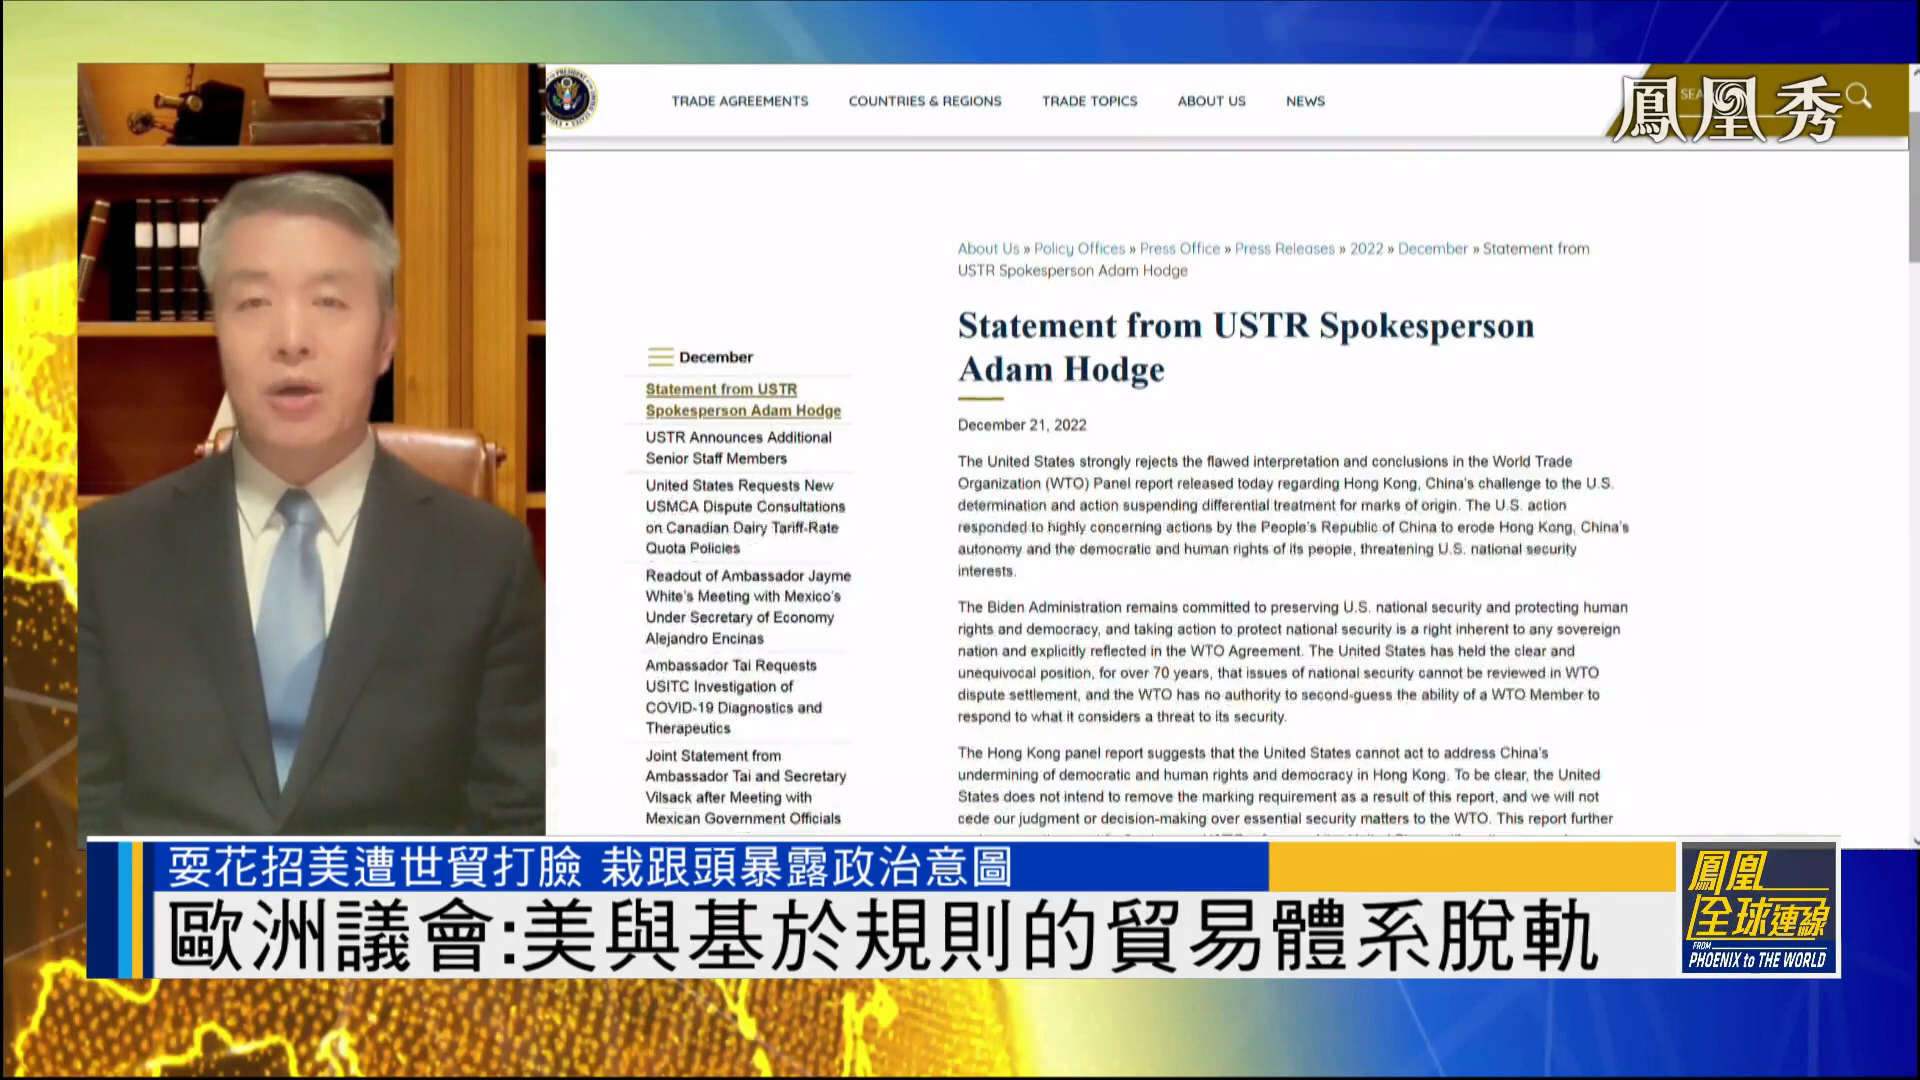 TRADE AGREEMENTS COUNTRIES & REGIONS TRADE TOPICS ABOUT US NEWS
鳳凰秀
About Us » Policy Offices » Press Office » Press Releases » 2022 » December » Statement from
USTR Spokesperson Adam Hodge
Statement from USTR Spokesperson
Adam Hodge
December 21, 2022
The United States strongly rejects the flawed interpretation and conclusions in the World Trade
Organization (WTO) Panel report released today regarding Hong Kong, China's challenge to the U.S.
determination and action suspending differential treatment for marks of origin. The U.S. action
responded to highly concerning actions by the People's Republic of China to erode Hong Kong, China's
autonomy and the democratic and human rights of its people, threatening U.S. national security
interests.
The Biden Administration remains committed to preserving U.S. national security and protecting human
rights and democracy, and taking action to protect national security is a right inherent to any sovereign
nation and explicitly reflected in the WTO Agreement. The United States has held the clear and
unequivocal position, for over 70 years, that issues of national security cannot be reviewed in WTO
dispute settlement, and the WTO has no authority to second-guess the ability of a WTO Member to
respond to what it considers a threat to its security.
The Hong Kong panel report suggests that the United States cannot act to address China's
undermining of democratic and human rights and democracy in Hong Kong. To be clear, the United
States does not intend to remove the marking requirement as a result of this report, and we will not
cede our judgment or decision-making over essential security matters to the WTO. This report further
December
Statement from USTR
Spokesperson Adam Hodge
USTR Announces Additional
Senior Staff Members
United States Requests New
USMCA Dispute Consultations
on Canadian Dairy Tariff-Rate
Quota Policies
Readout of Ambassador Jayme
White's Meeting with Mexico's
Under Secretary of Economy
Alejandro Encinas
Ambassador Tai Requests
USITC Investigation of
COVID-19 Diagnostics and
Therapeutics
Joint Statement from
Ambassador Tai and Secretary
Vilsack after Meeting with
Mexican Government Officials
耍花招美遭世貿打臉 栽跟頭暴露政治意圖
歐洲議會:美與基於規則的貿易體系脫軌
鳳凰
全球連線
FROM
PHOENIX to THE WORLD